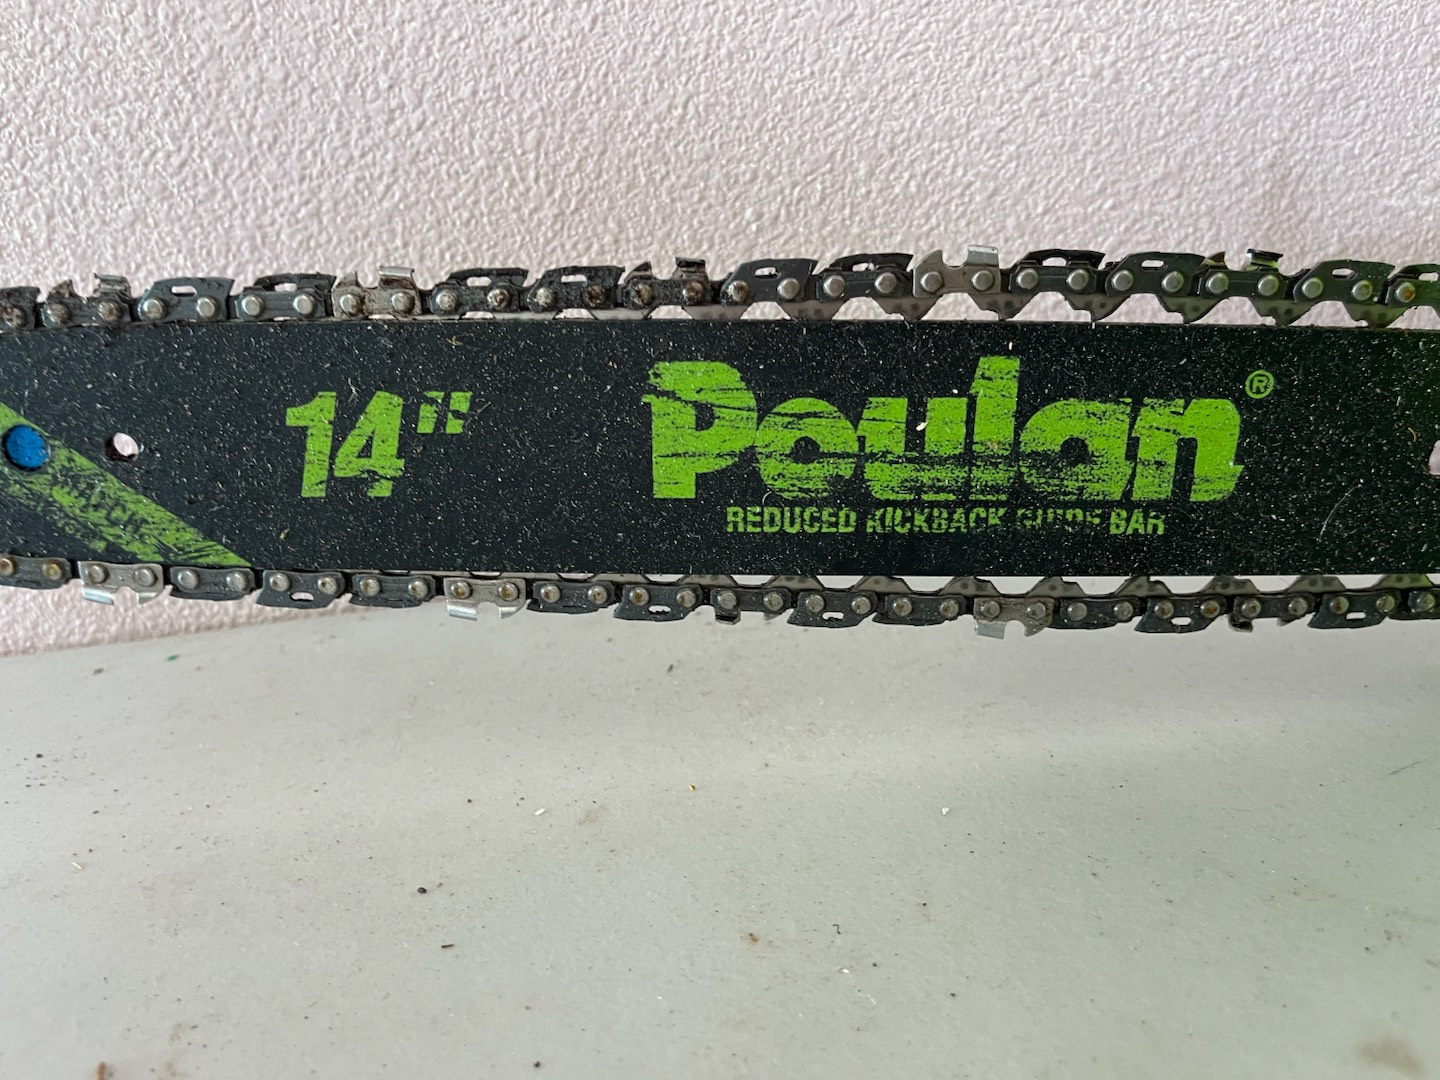 14"
Poulan®
REDUCED KICKBACK GUIDE BAR